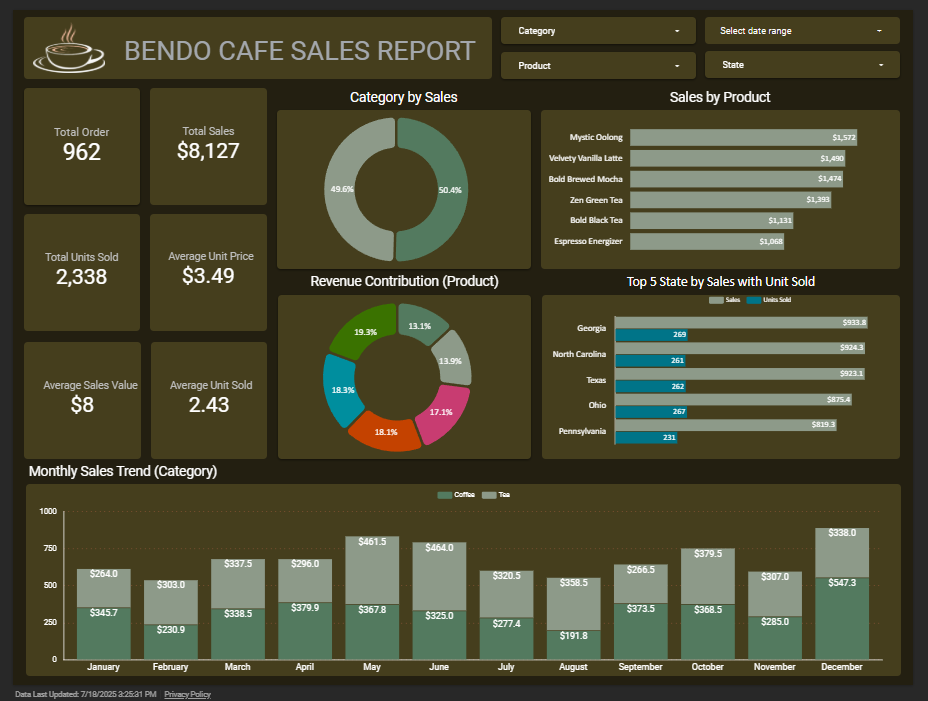 BENDO CAFE SALES REPORT
Category
Select date range
Product
State
Total Order
962
Total Sales
$8,127
Total Units Sold
2,338
Average Unit Price
$3.49
Average Sales Value
$8
Average Unit Sold
2.43
Category by Sales
49.6%
50.4%
Sales by Product
Mystic Oolong $1,572
Velvety Vanilla Latte $1,490
Bold Brewed Mocha $1,474
Zen Green Tea $1,393
Bold Black Tea $1,131
Espresso Energizer $1,068
Revenue Contribution (Product)
19.3%
13.1%
13.9%
18.3%
17.1%
18.1%
Top 5 State by Sales with Unit Sold
Sales Units Sold
Georgia $933.8
269
North Carolina $924.3
261
Texas $923.1
262
Ohio $875.4
267
Pennsylvania $819.3
231
Monthly Sales Trend (Category)
Coffee Tea
1000
750
500
250
0
$264.0 $303.0 $337.5 $296.0 $461.5 $464.0 $320.5 $358.5 $266.5 $379.5 $307.0 $338.0
$345.7 $230.9 $338.5 $379.9 $367.8 $325.0 $277.4 $191.8 $373.5 $368.5 $285.0 $547.3
January February March April May June July August September October November December
Data Last Updated: 7/18/2025 3:25:31 PM Privacy Policy